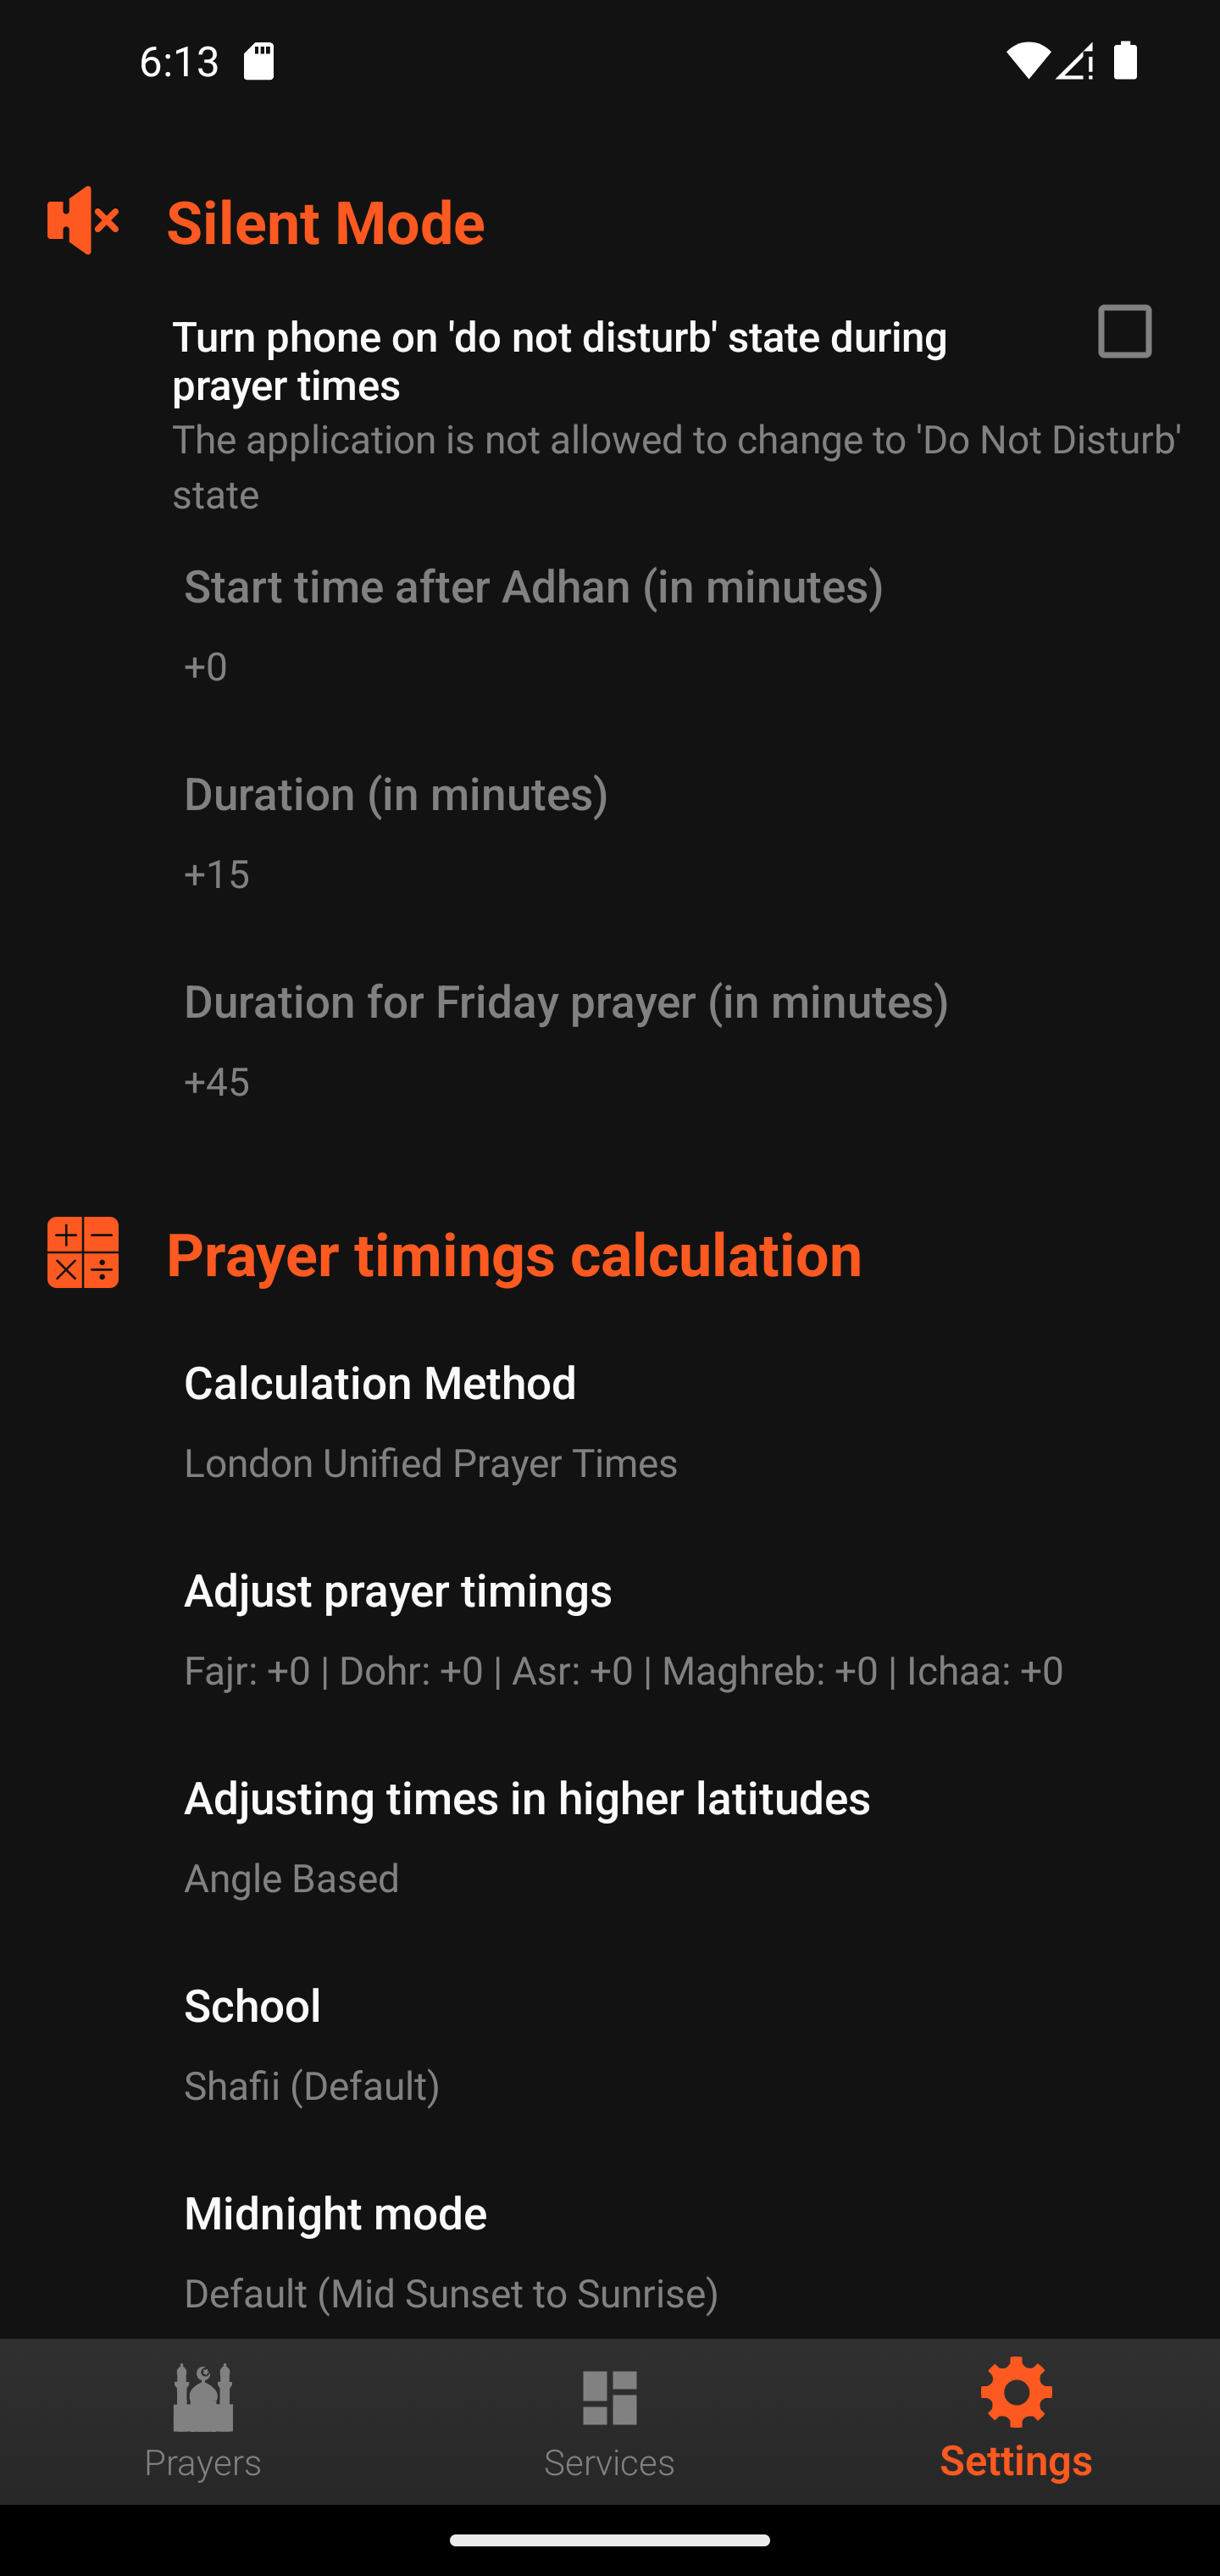 6:13
Silent Mode
Turn phone on 'do not disturb' state during
prayer times
The application is not allowed to change to 'Do Not Disturb'
state
Start time after Adhan (in minutes)
+0
Duration (in minutes)
+15
Duration for Friday prayer (in minutes)
+45
Prayer timings calculation
Calculation Method
London Unified Prayer Times
Adjust prayer timings
Fajr: +0 | Dohr: +0 | Asr: +0 | Maghreb: +0 | Ichaa: +0
Adjusting times in higher latitudes
Angle Based
School
Shafii (Default)
Midnight mode
Default (Mid Sunset to Sunrise)
Prayers
Services
Settings